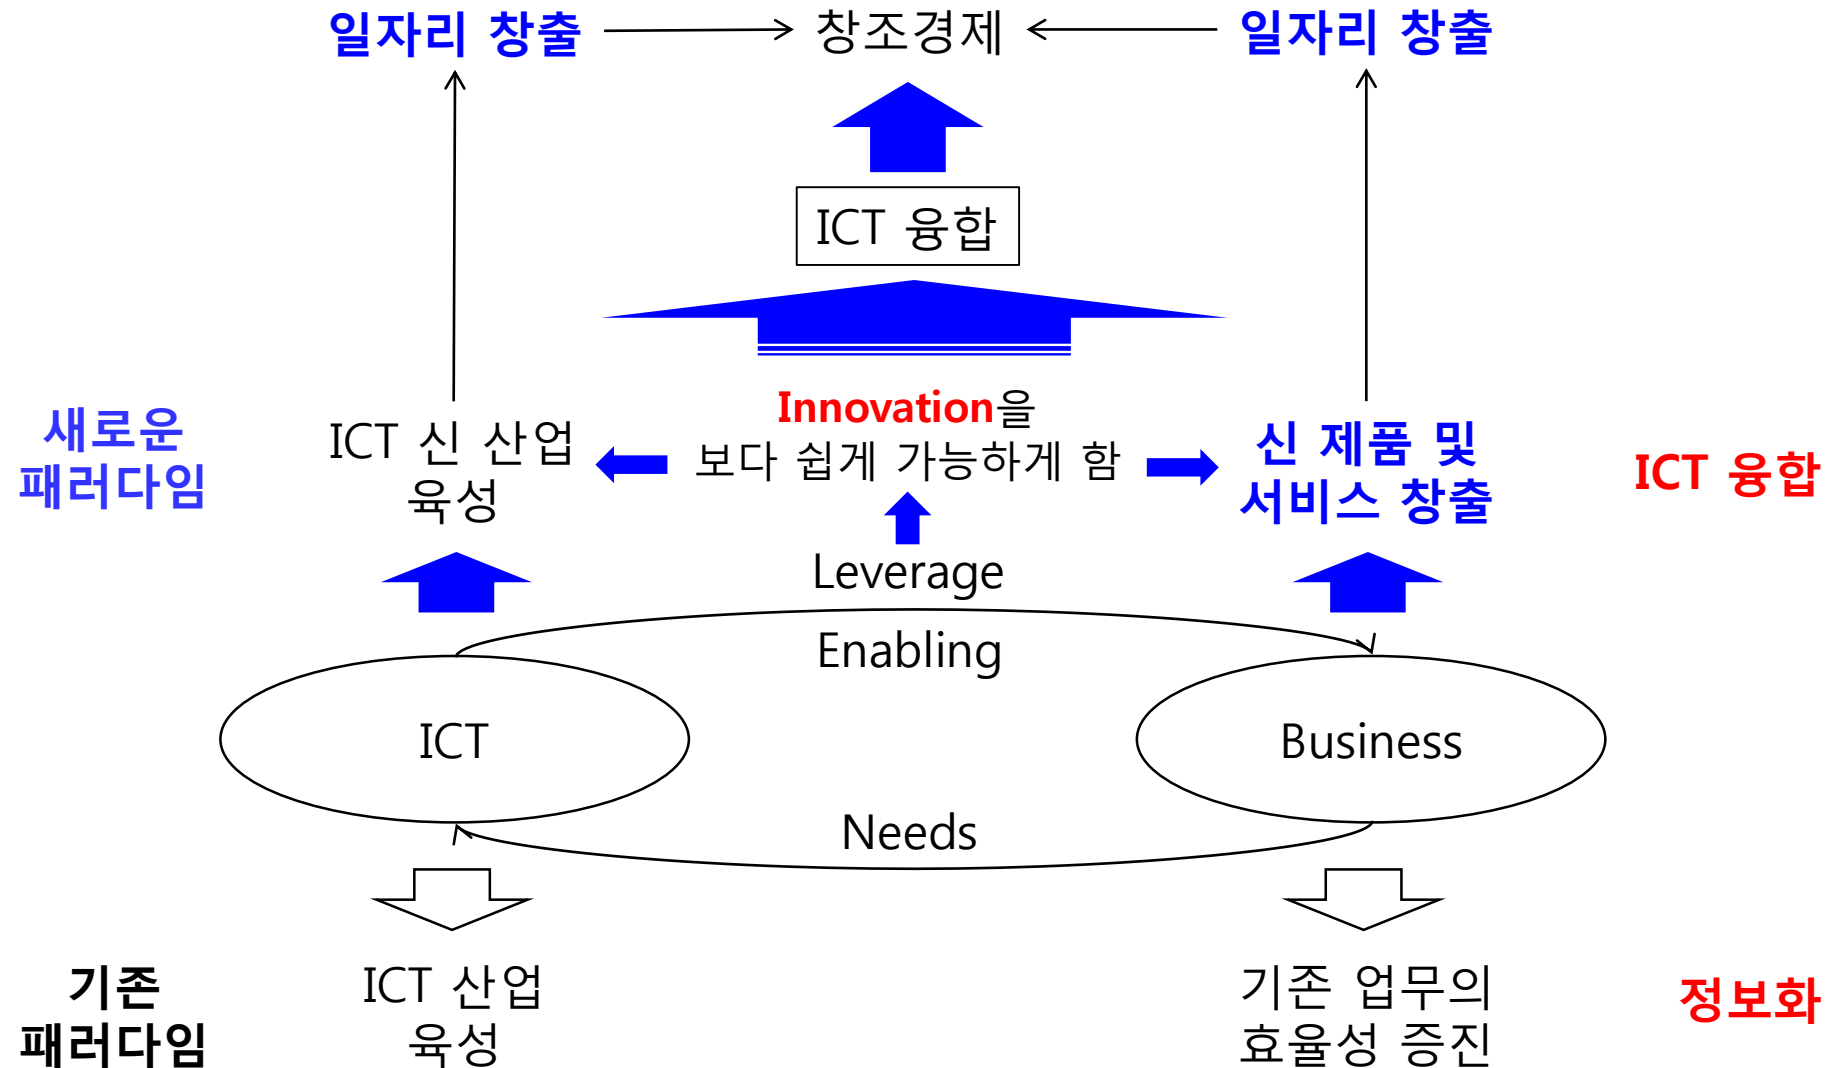 일자리 창출
창조경제
일자리 창출
ICT 융합
새로운
패러다임
ICT 신 산업
육성
Innovation을
보다 쉽게 가능하게 함
신 제품 및
서비스 창출
ICT 융합
Leverage
Enabling
ICT
Business
Needs
기존
패러다임
ICT 산업
육성
기존 업무의
효율성 증진
정보화